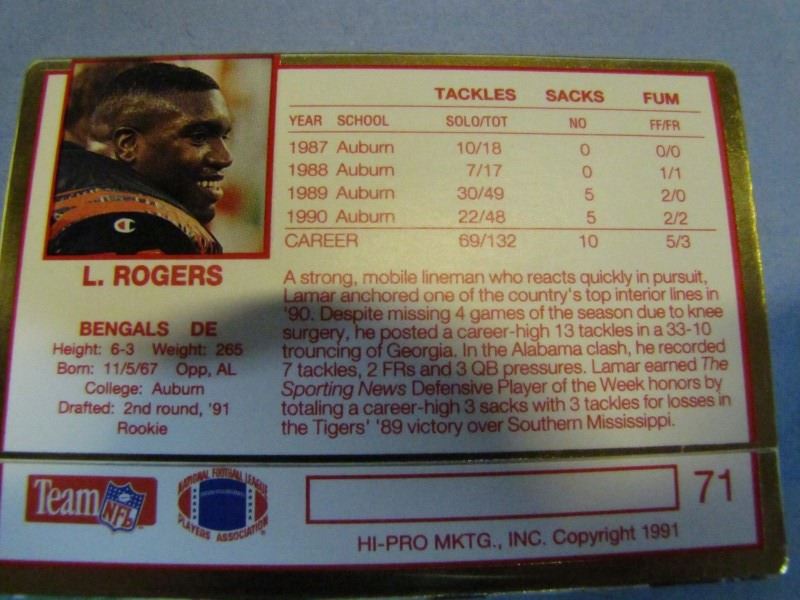 TACKLES SACKS FUM
YEAR SCHOOL SOLO/TOT NO FF/FR
1987 Auburn 10/18 0 0/0
1988 Auburn 7/17 0 1/1
1989 Auburn 30/49 5 2/0
1990 Auburn 22/48 5 2/2
CAREER 69/132 10 5/3
L. ROGERS
BENGALS DE
Height: 6-3 Weight: 265
Born: 11/5/67 Opp, AL
College: Auburn
Drafted: 2nd round, '91
Rookie
A strong, mobile lineman who reacts quickly in pursuit,
Lamar anchored one of the country's top interior lines in
'90. Despite missing 4 games of the season due to knee
surgery, he posted a career-high 13 tackles in a 33-10
trouncing of Georgia. In the Alabama clash, he recorded
7 tackles, 2 FRs and 3 QB pressures. Lamar earned The
Sporting News Defensive Player of the Week honors by
totaling a career-high 3 sacks with 3 tackles for losses in
the Tigers' '89 victory over Southern Mississippi.
Team NFL
NATIONAL FOOTBALL LEAGUE
PLAYERS ASSOCIATION
71
HI-PRO MKTG., INC. Copyright 1991